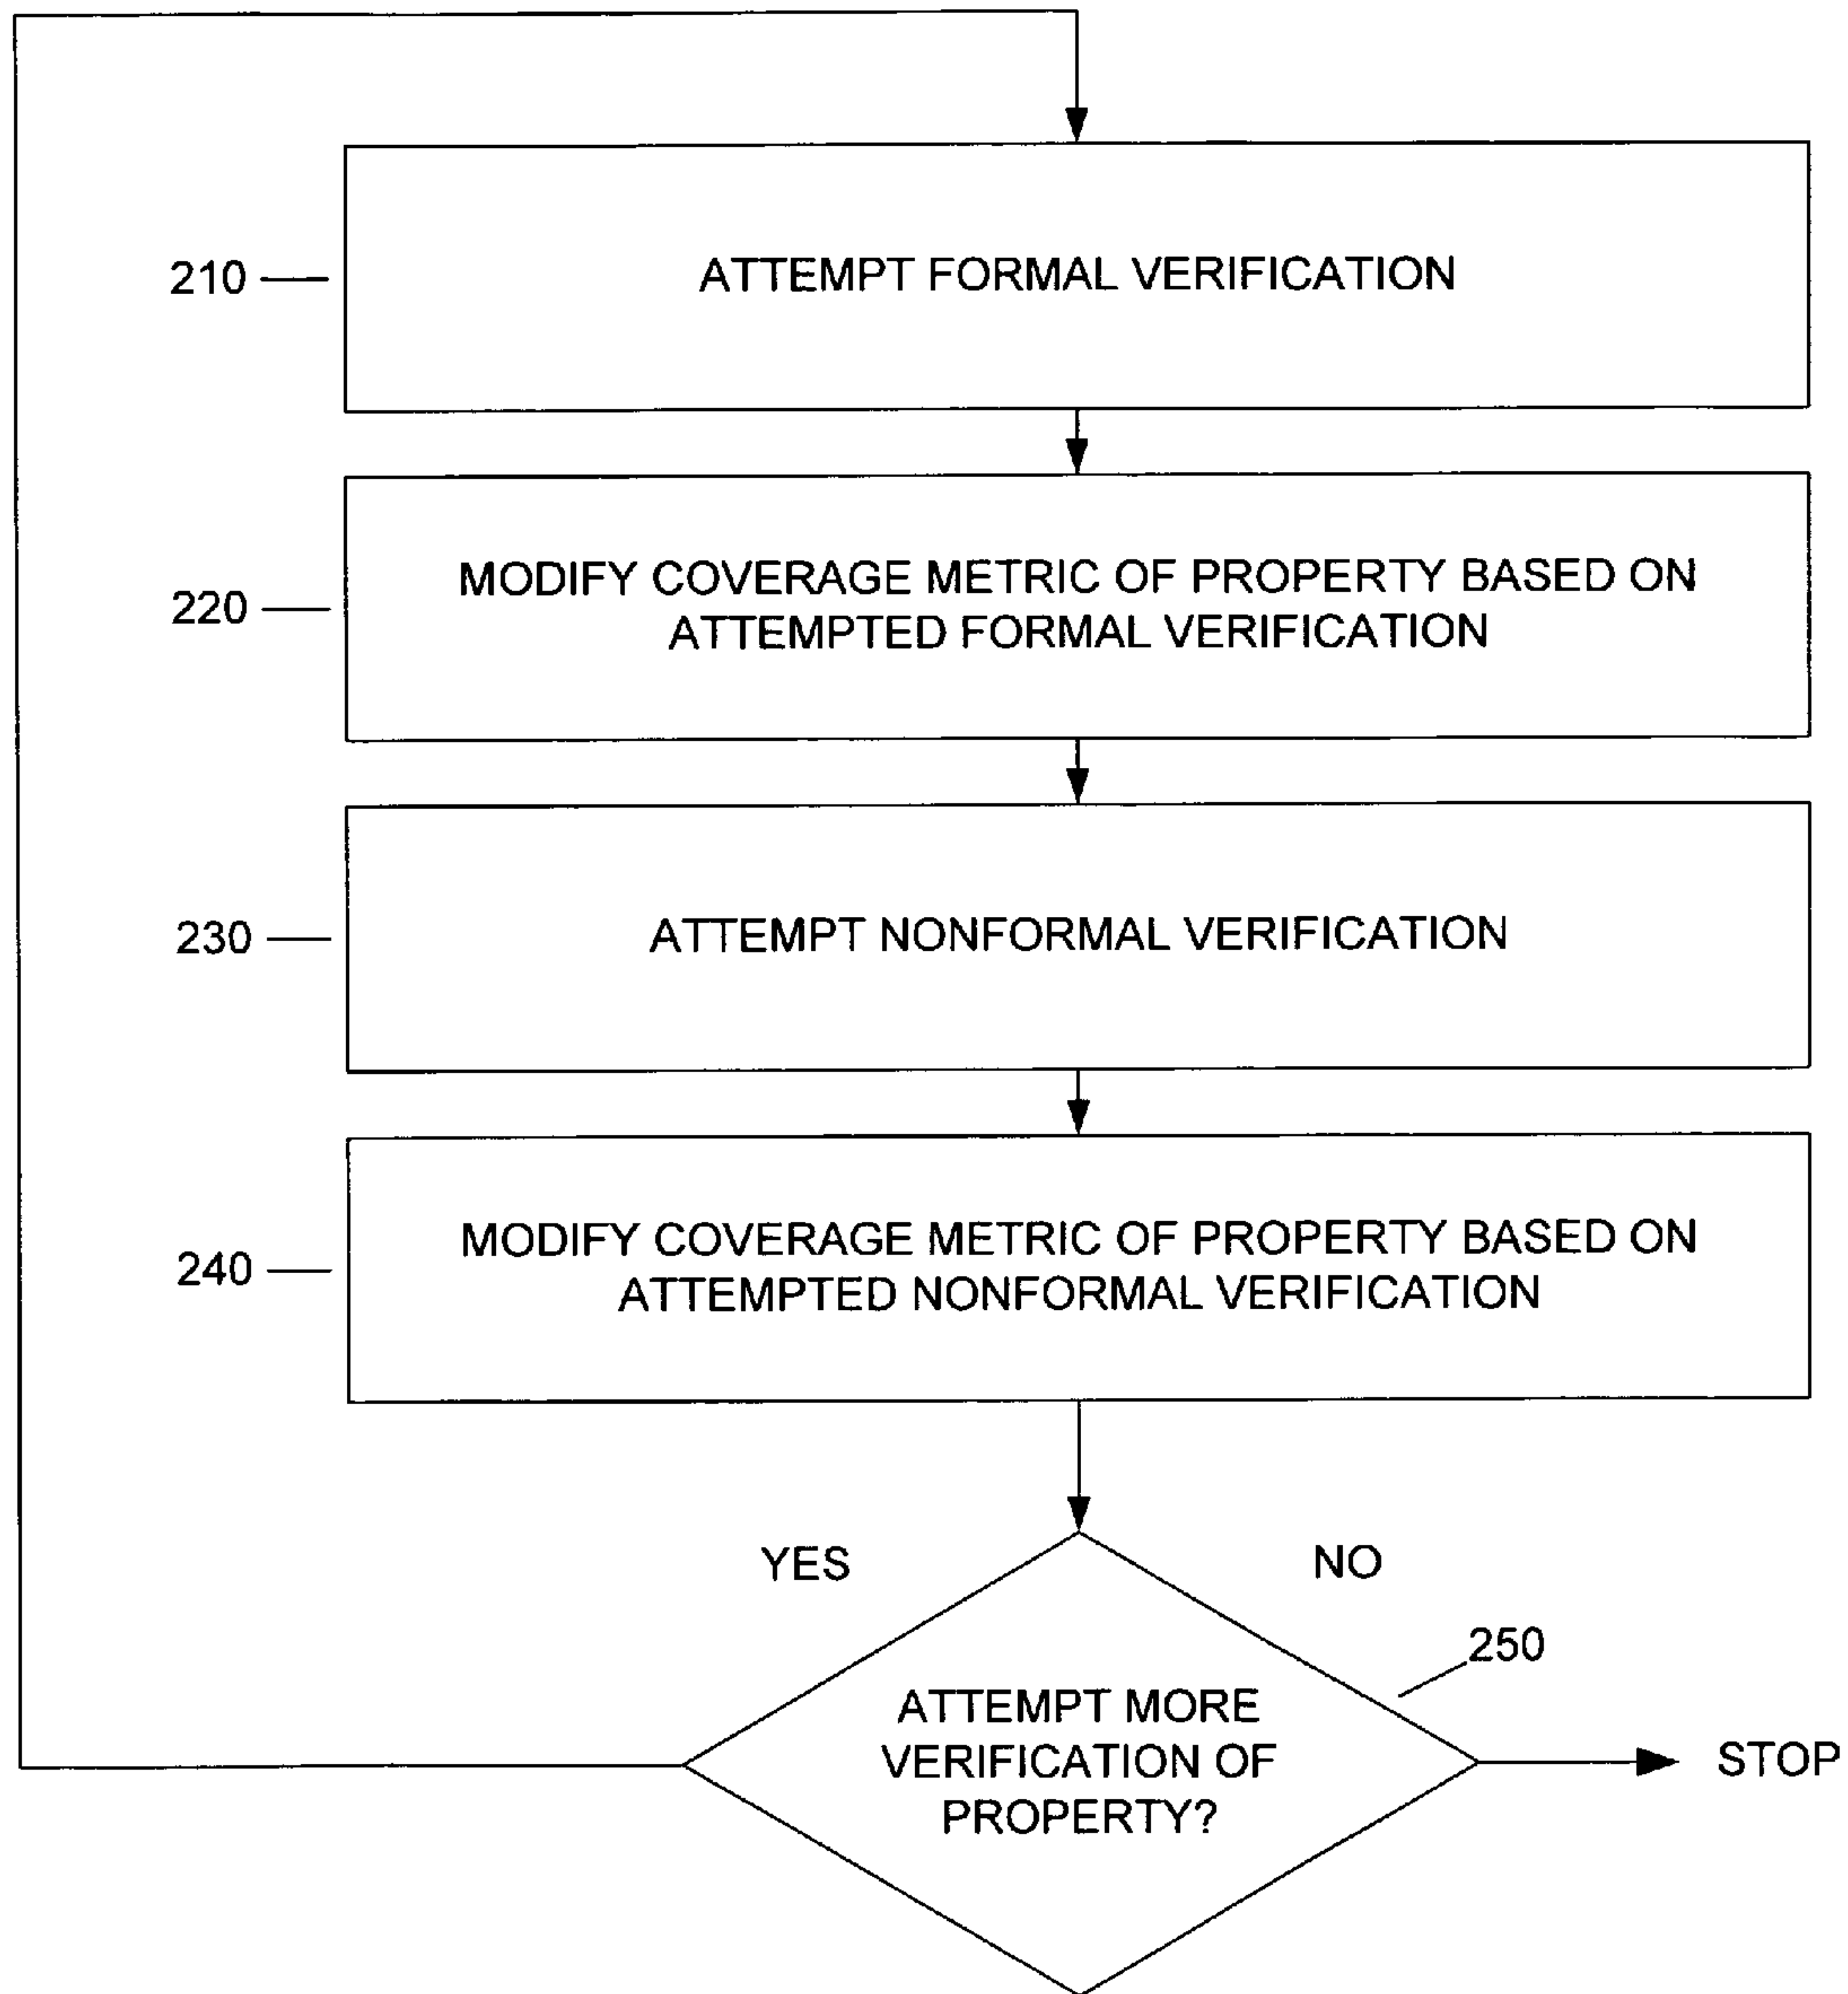 210
ATTEMPT FORMAL VERIFICATION
220
MODIFY COVERAGE METRIC OF PROPERTY BASED ON
ATTEMPTED FORMAL VERIFICATION
230
ATTEMPT NONFORMAL VERIFICATION
240
MODIFY COVERAGE METRIC OF PROPERTY BASED ON
ATTEMPTED NONFORMAL VERIFICATION
YES
NO
250
ATTEMPT MORE
VERIFICATION OF
PROPERTY?
STOP